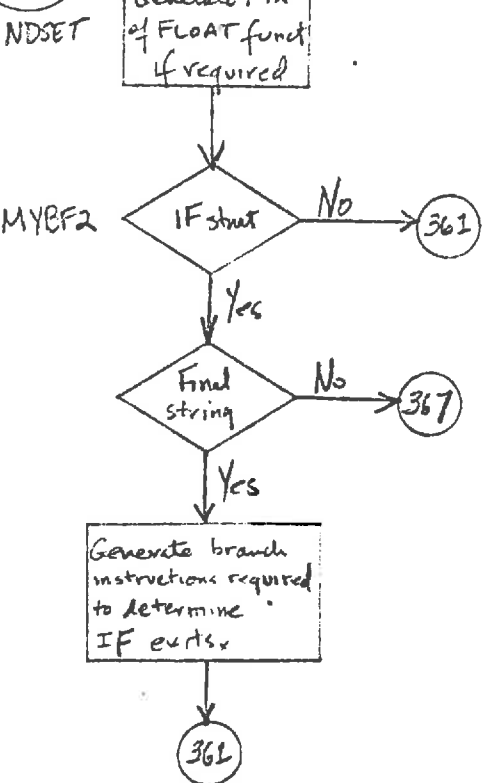 NDSET
of FLOAT funct
if required
MYBF2
IF stmt
No
361
Yes
Final
string
No
367
Yes
Generate branch
instructions required
to determine
IF exits.
361